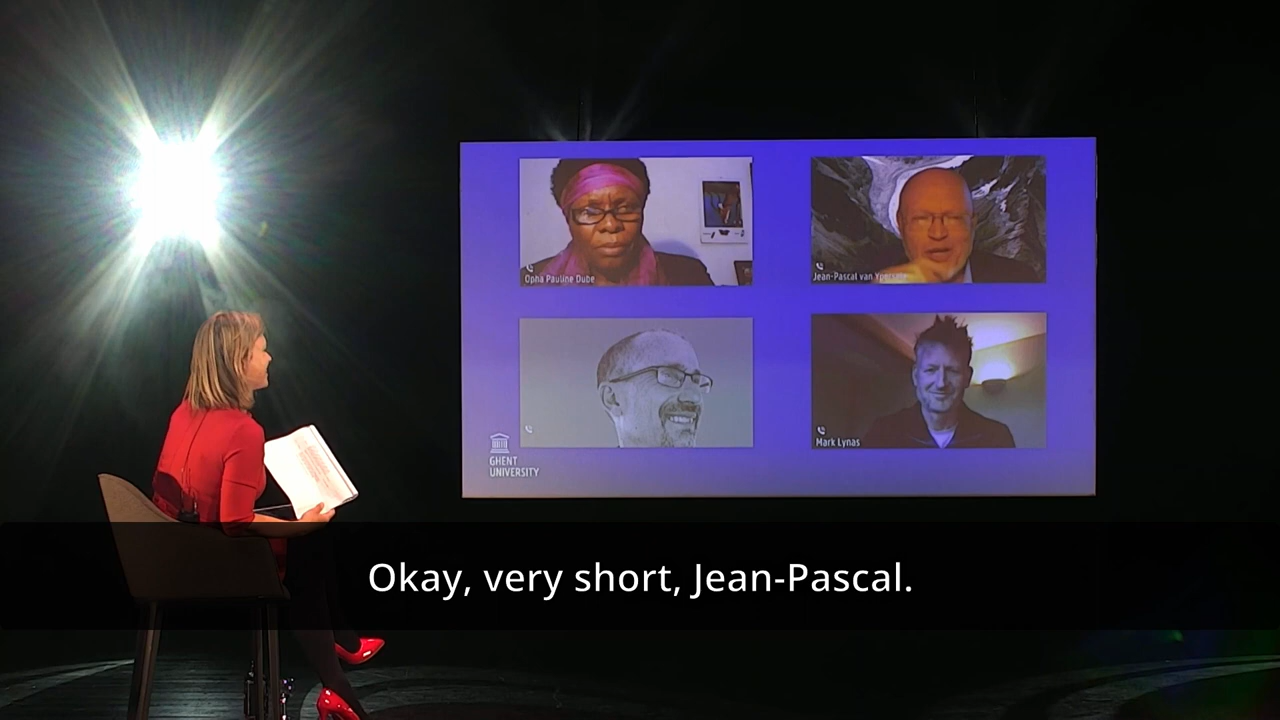 Opha Pauline Dube
Jean-Pascal van Ypersele
Mark Lynas
GHENT
UNIVERSITY
Okay, very short, Jean-Pascal.